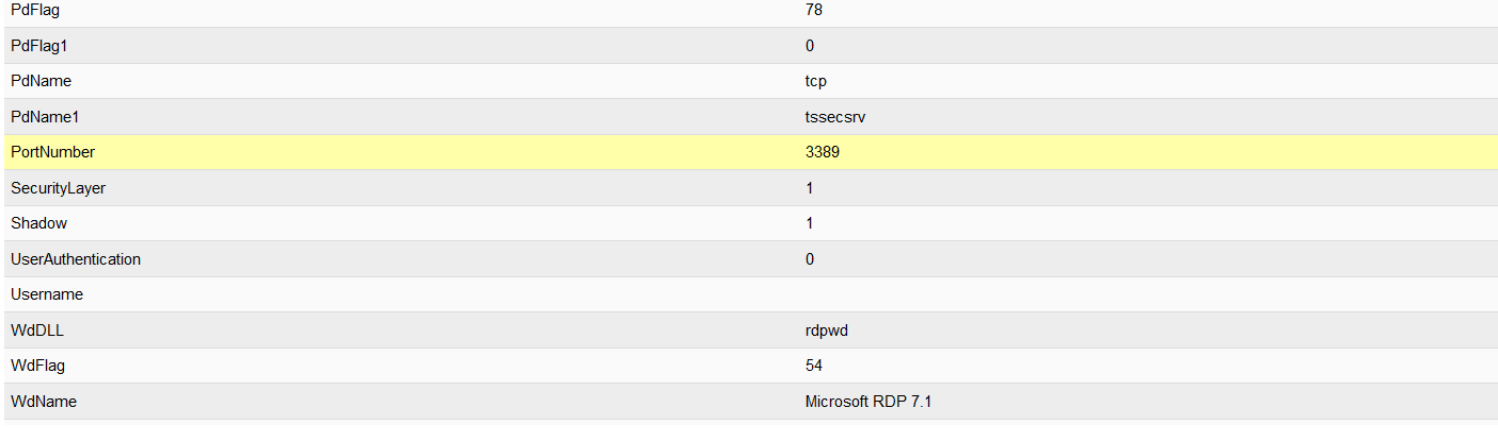 PdFlag 78
PdFlag1 0
PdName tcp
PdName1 tssecsrv
PortNumber 3389
SecurityLayer 1
Shadow 1
UserAuthentication 0
Username
WdDLL rdpwd
WdFlag 54
WdName Microsoft RDP 7.1